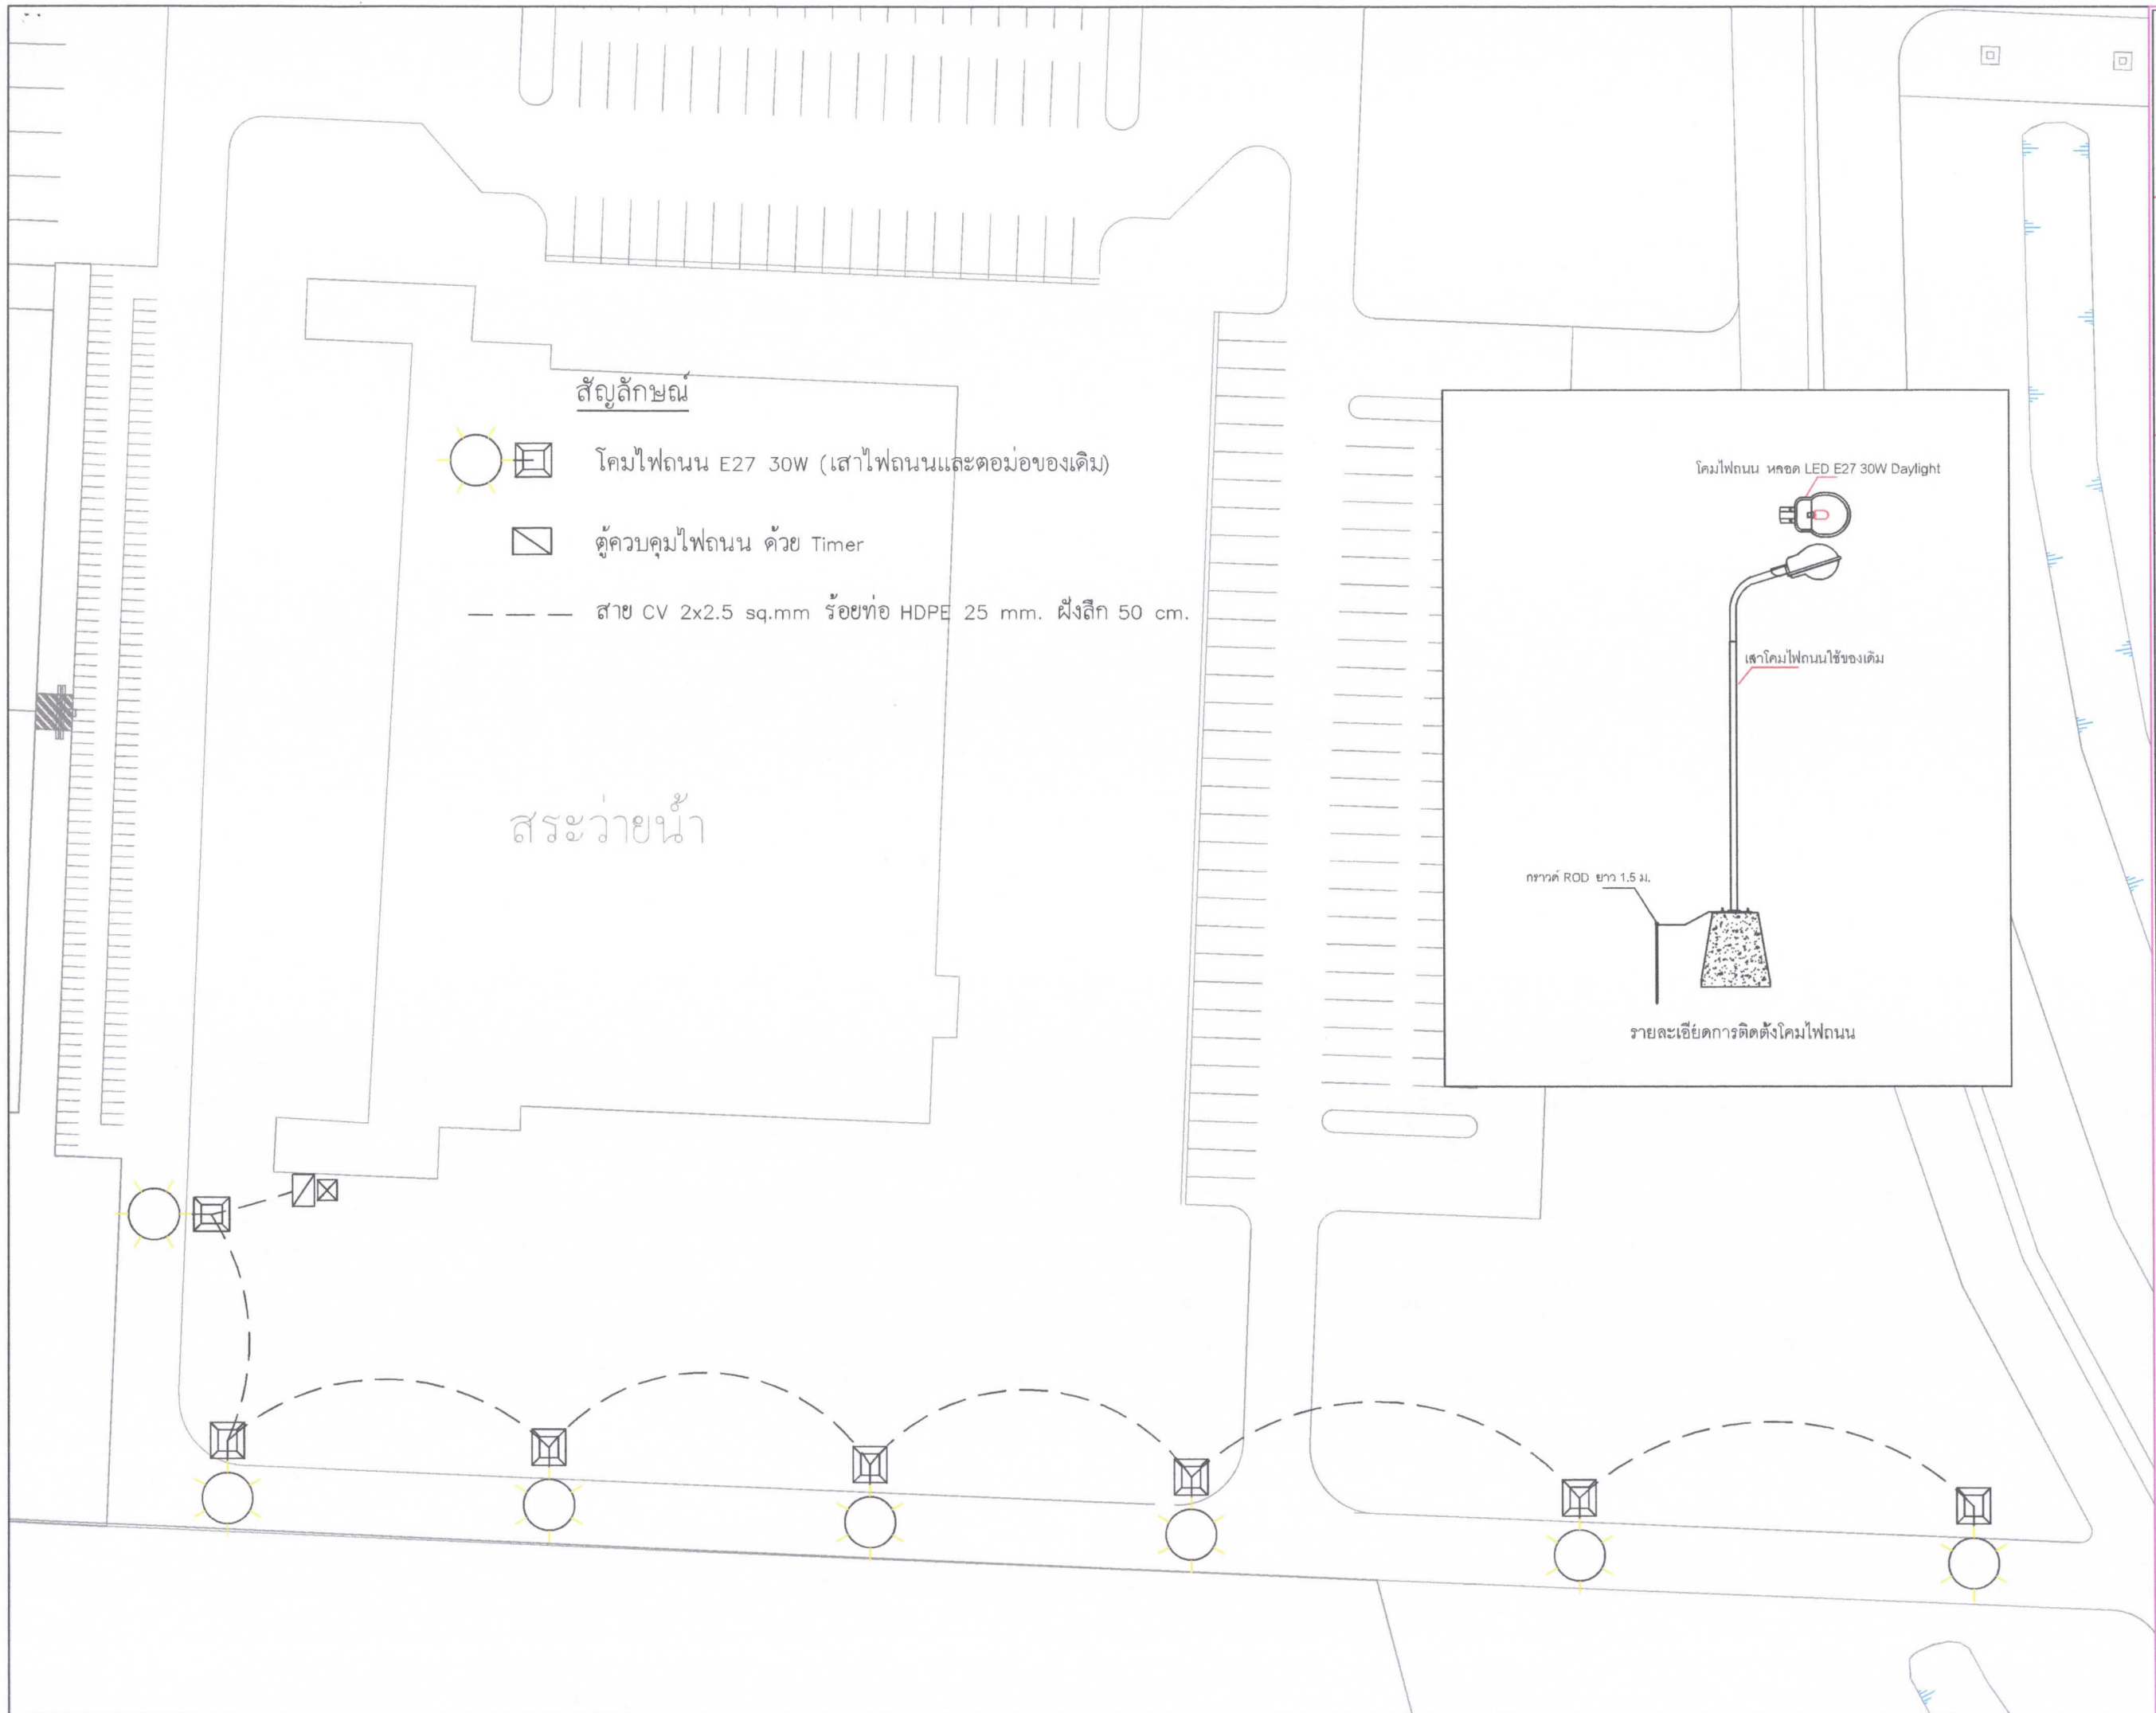 สัญลักษณ์
โคมไฟถนน E27 30W (เสาไฟถนนและตอม่อของเดิม)
ตู้ควบคุมไฟถนน ด้วย Timer
สาย CV 2x2.5 sq.mm ร้อยท่อ HDPE 25 mm. ฝังลึก 50 cm.
สระว่ายน้ำ
โคมไฟถนน หลอด LED E27 30W Daylight
เสาโคมไฟถนนใช้ของเดิม
กราวด์ ROD ยาว 1.5 ม.
รายละเอียดการติดตั้งโคมไฟถนน